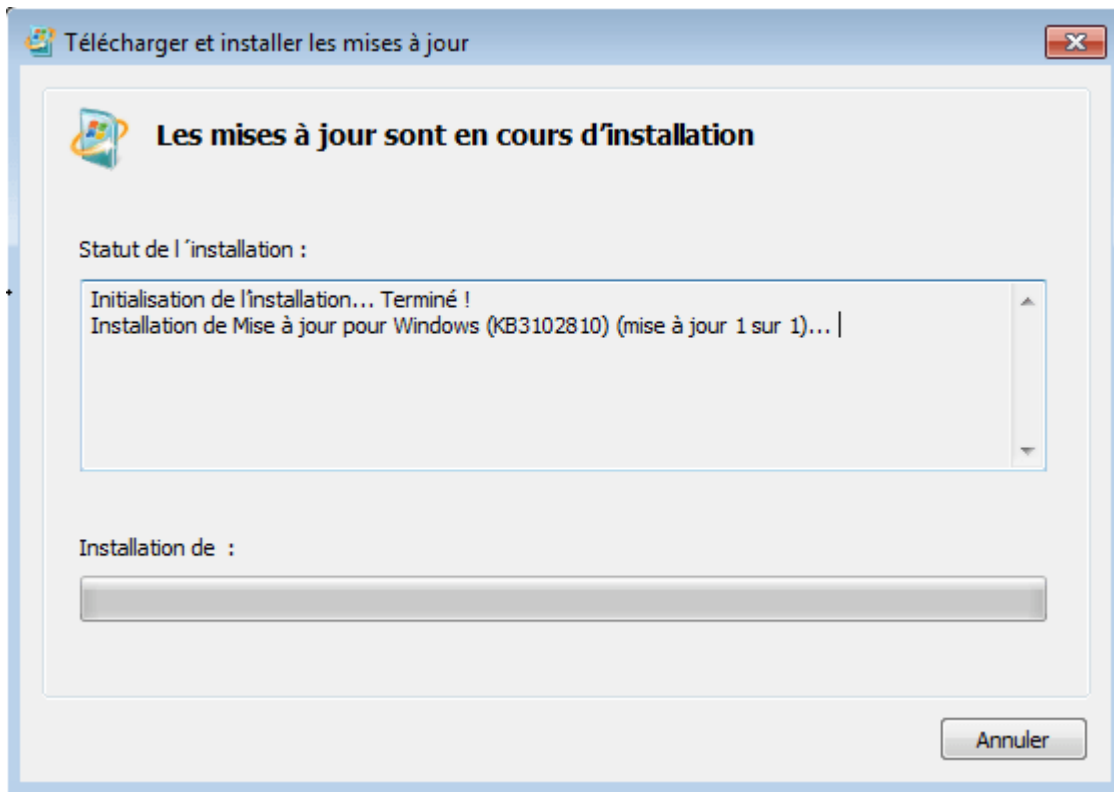 Télécharger et installer les mises à jour
Les mises à jour sont en cours d'installation
Statut de l ´installation :
Initialisation de l'installation... Terminé !
Installation de Mise à jour pour Windows (KB3102810) (mise à jour 1 sur 1)...
Installation de :
Annuler